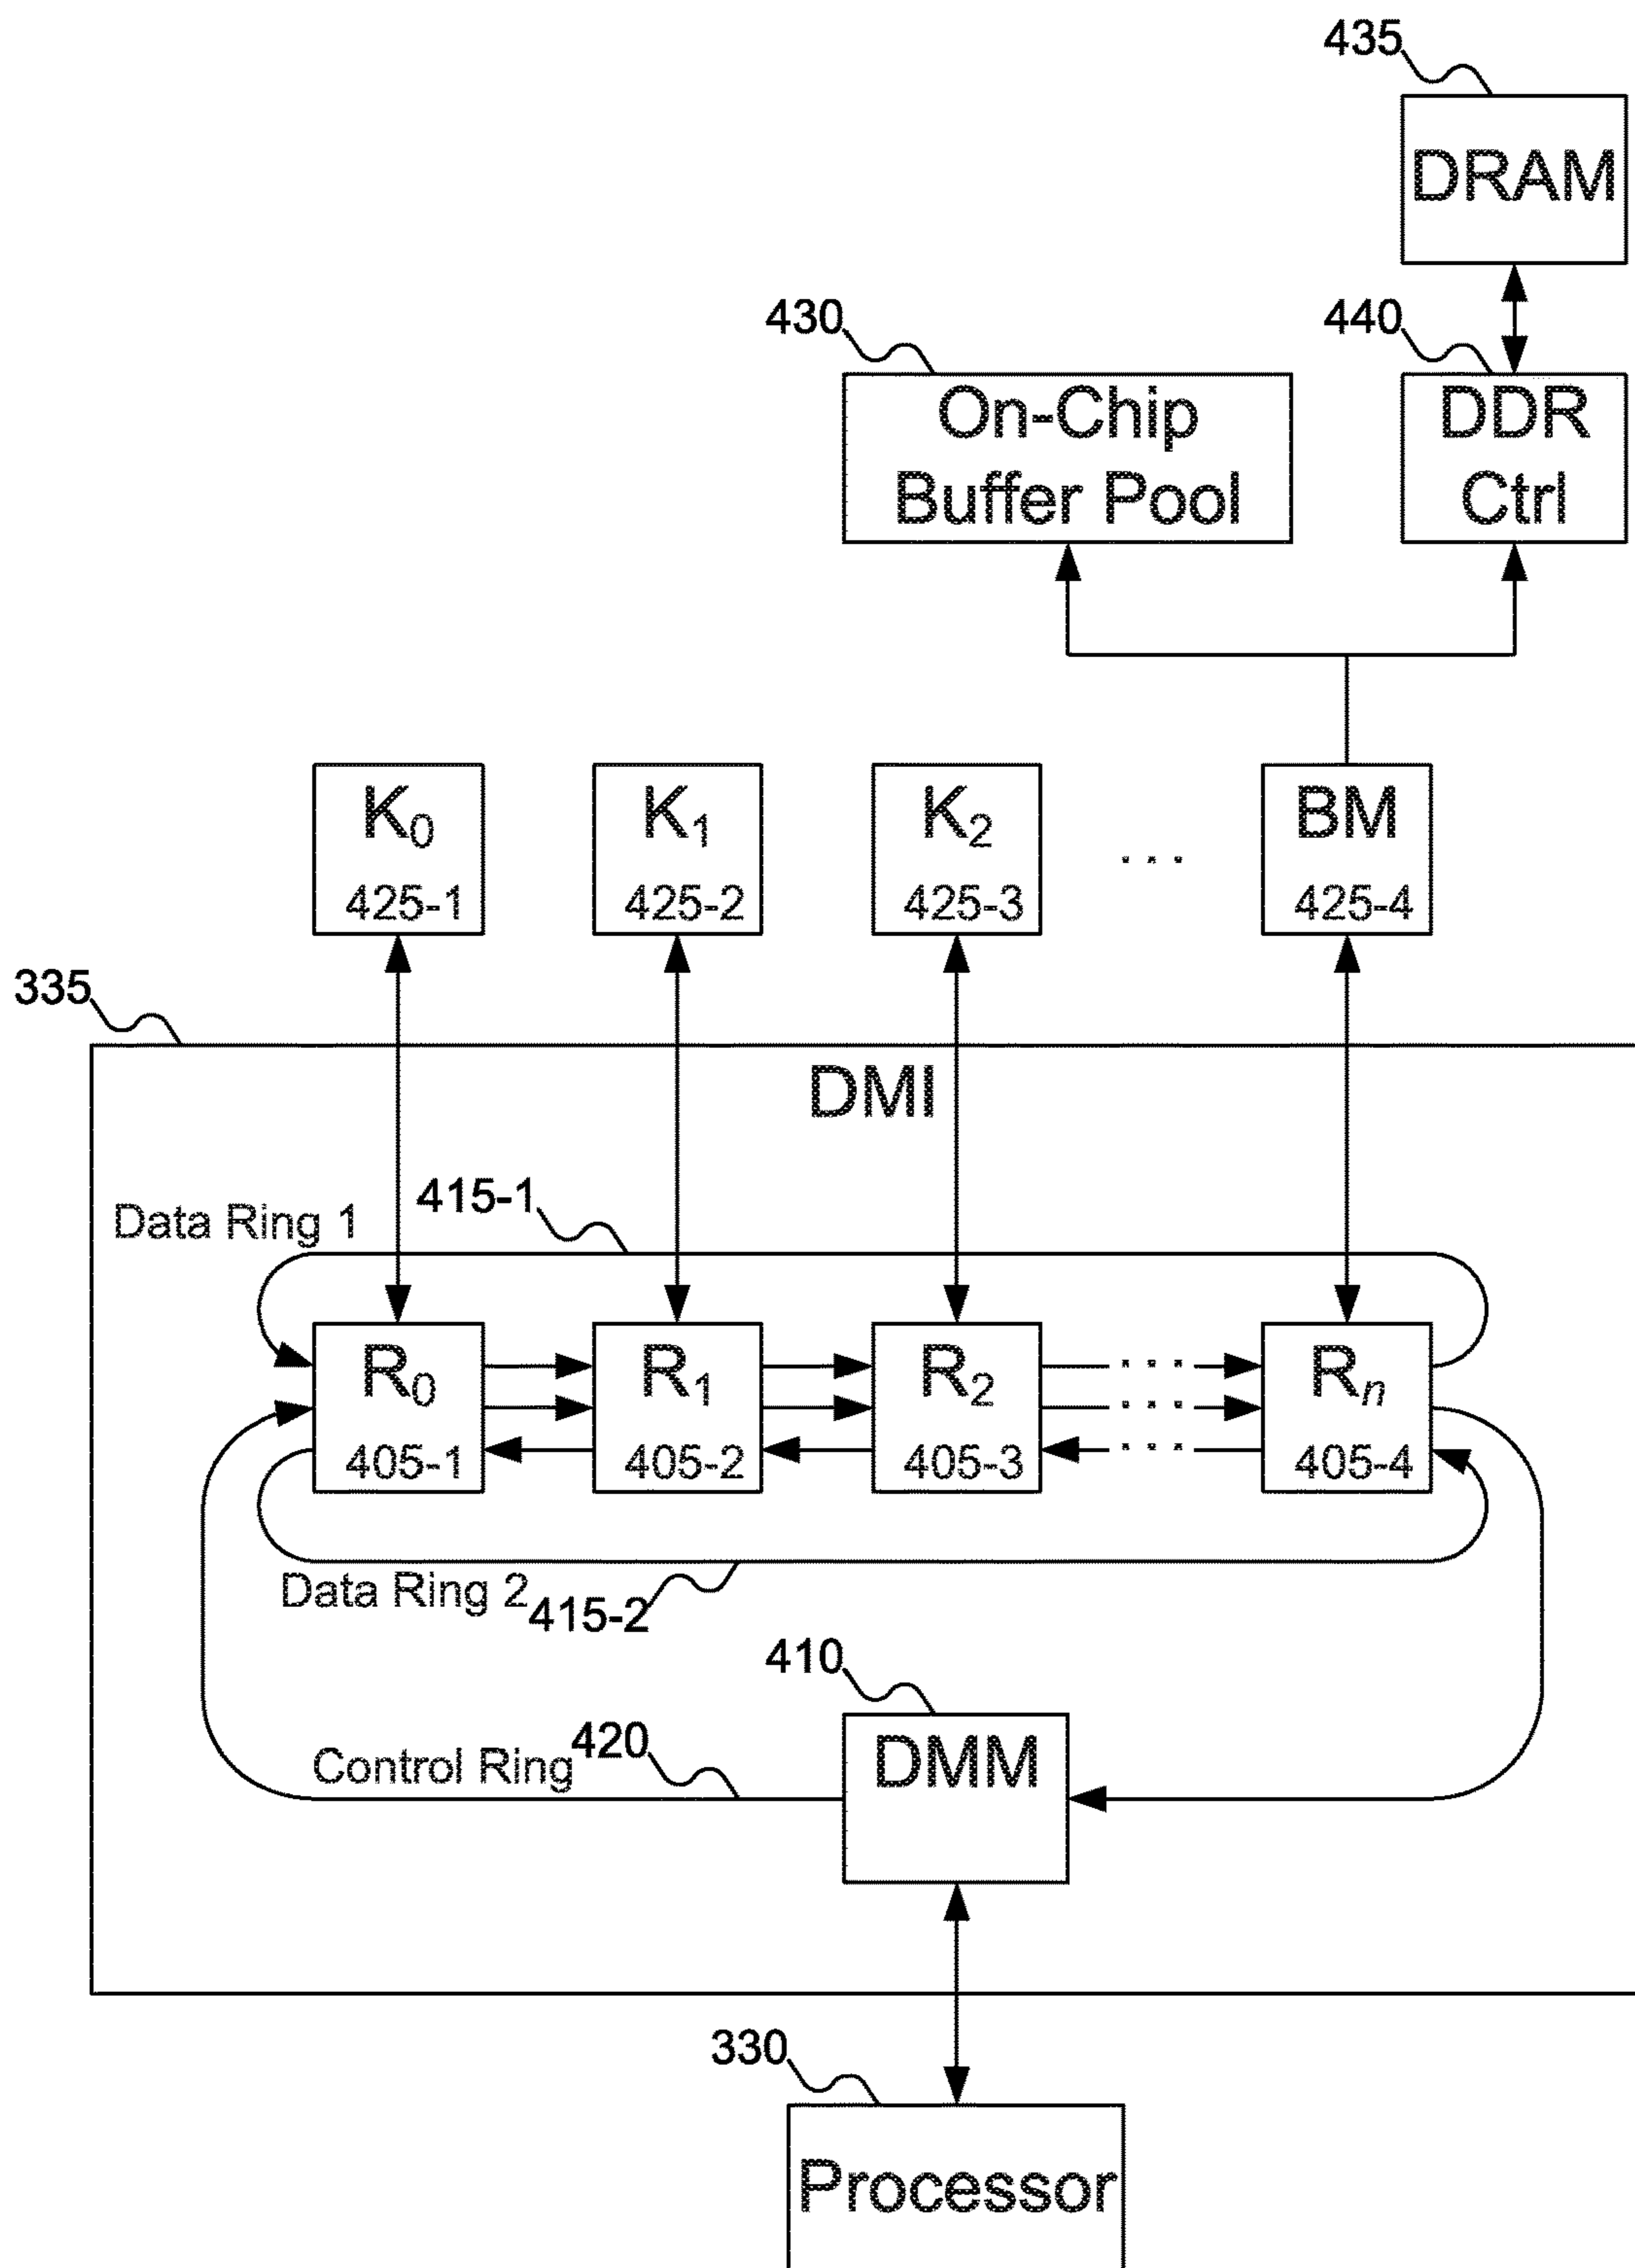 435
DRAM
430
440
On-Chip
Buffer Pool
DDR
Ctrl
K0
425-1
K1
425-2
K2
425-3
...
BM
425-4
335
DMI
415-1
Data Ring 1
R0
405-1
R1
405-2
R2
405-3
...
...
...
Rn
405-4
Data Ring 2
415-2
410
DMM
Control Ring
420
330
Processor